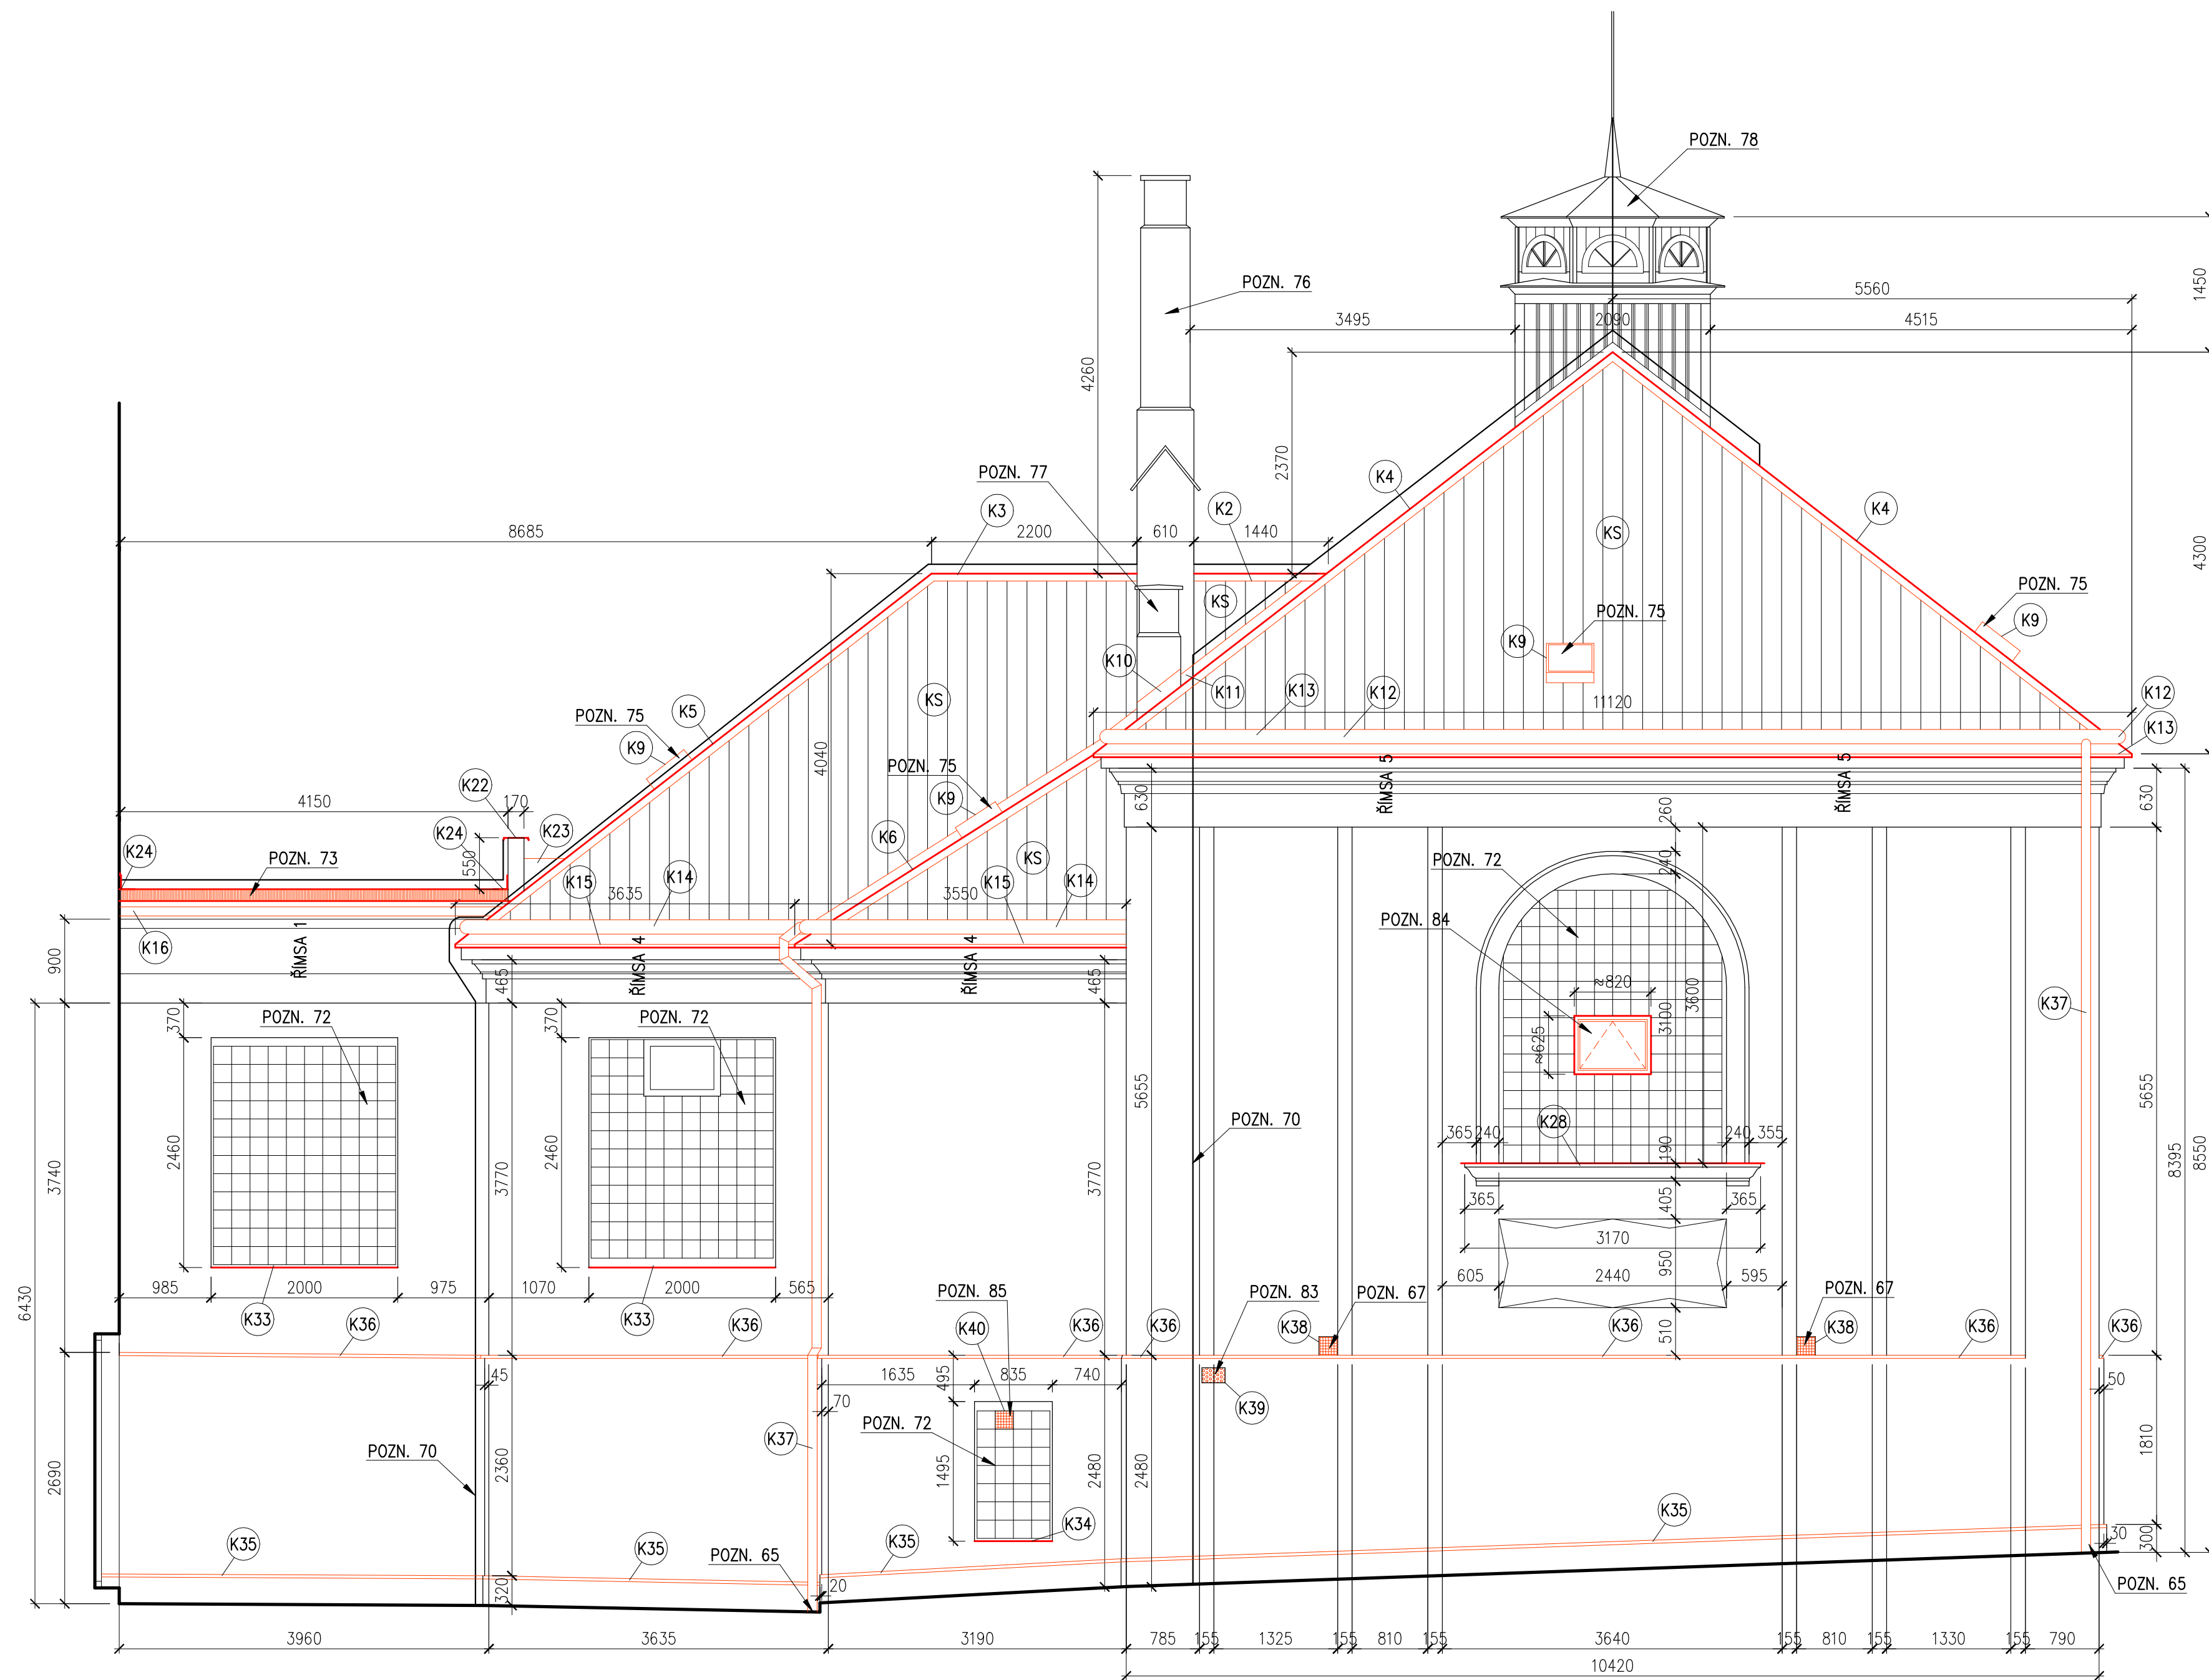 POZN. 78
POZN. 76
5560
1450
3495
2090
4515
4260
2370
POZN. 77
K3
K2
K4
K4
8685
2200
610
1440
KS
4300
POZN. 75
KS
POZN. 75
K9
K9
K10
K11
K13
K12
K12
11120
K13
POZN. 75
K5
K9
KS
4040
POZN. 75
K9
K22
4150
170
K24
K23
K6
KS
ŘÍMSA 5
ŘÍMSA 5
630
260
630
K24
POZN. 73
550
K15
K14
K15
K14
3635
3550
POZN. 72
240
POZN. 84
K16
ŘÍMSA 1
ŘÍMSA 4
ŘÍMSA 4
900
465
465
≈820
3600
3100
K37
370
POZN. 72
370
POZN. 72
≈625
5655
5655
2460
2460
3740
3770
3770
POZN. 70
K28
365
240
240
355
190
8395
8550
365
405
365
3170
985
2000
975
1070
2000
565
605
2440
595
950
6430
K33
K33
POZN. 85
POZN. 83
POZN. 67
POZN. 67
K36
K36
K40
K36
K36
K38
K36
K38
K36
K36
510
45
1635
835
740
495
K39
50
70
POZN. 72
K37
POZN. 70
2690
2360
1495
2480
2480
1810
K34
K35
K35
K35
K35
POZN. 65
30
300
320
20
POZN. 65
3960
3635
3190
785
155
1325
155
810
155
3640
155
810
155
1330
155
790
10420